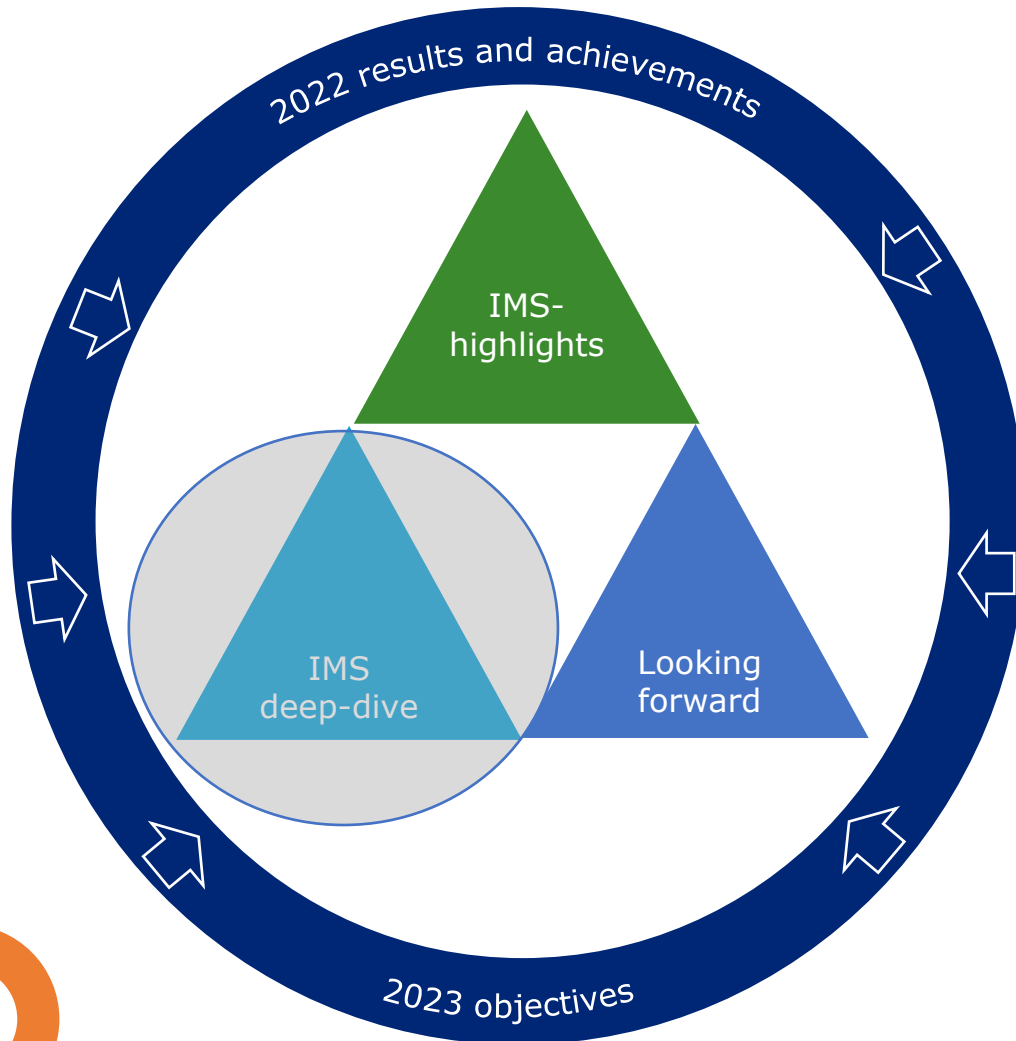 2022 results and achievements
IMS-
highlights
IMS
deep-dive
Looking
forward
2023 objectives